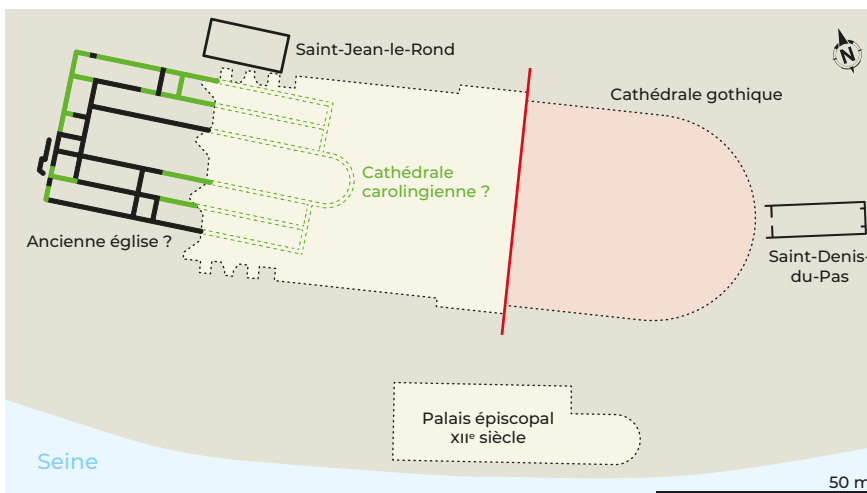 Saint-Jean-le-Rond
N
Cathédrale gothique
Cathédrale
carolingienne ?
Ancienne église ?
Saint-Denis-
du-Pas
Palais épiscopal
XIIᵉ siècle
Seine
50 m